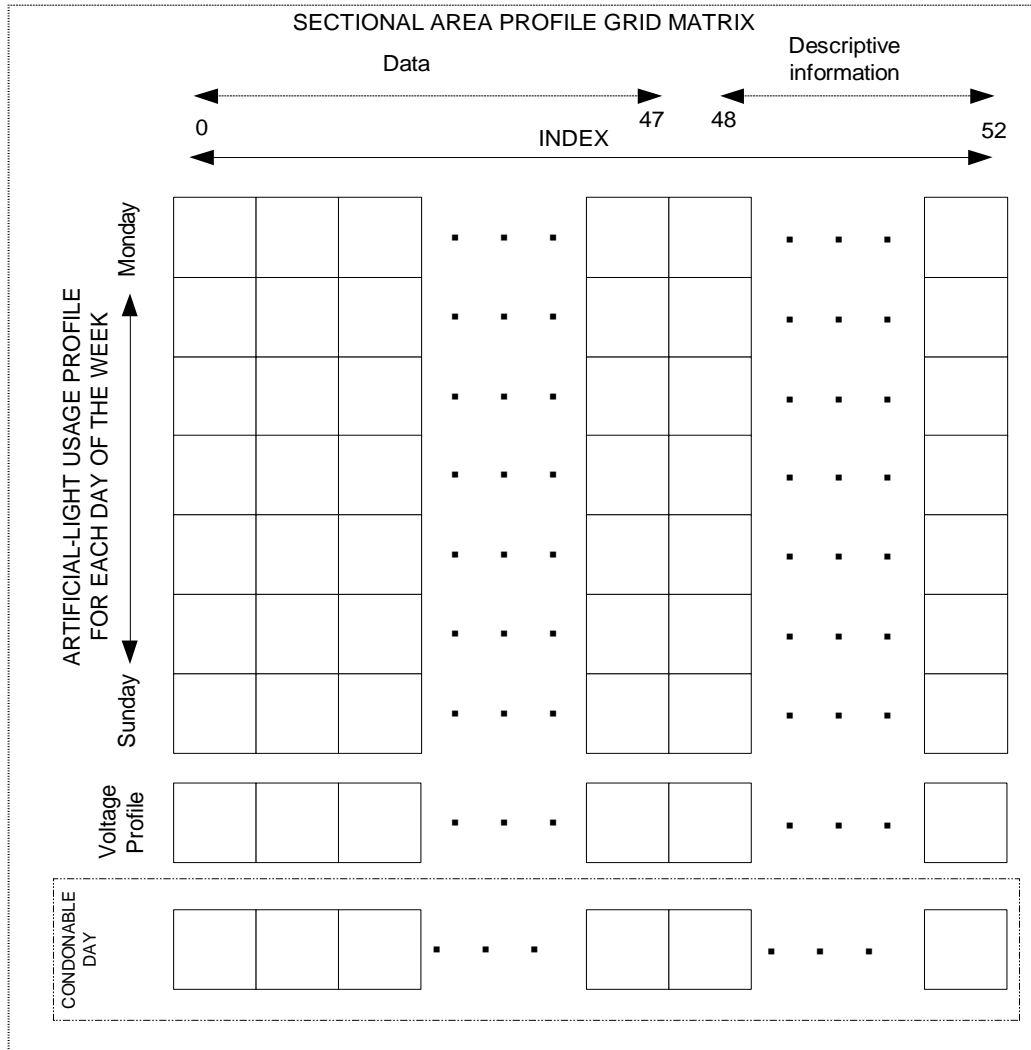 SECTIONAL AREA PROFILE GRID MATRIX
Data
Descriptive
information
0
47
48
52
INDEX
Monday
ARTIFICIAL-LIGHT USAGE PROFILE
FOR EACH DAY OF THE WEEK
Sunday
Voltage
Profile
CONDONABLE
DAY